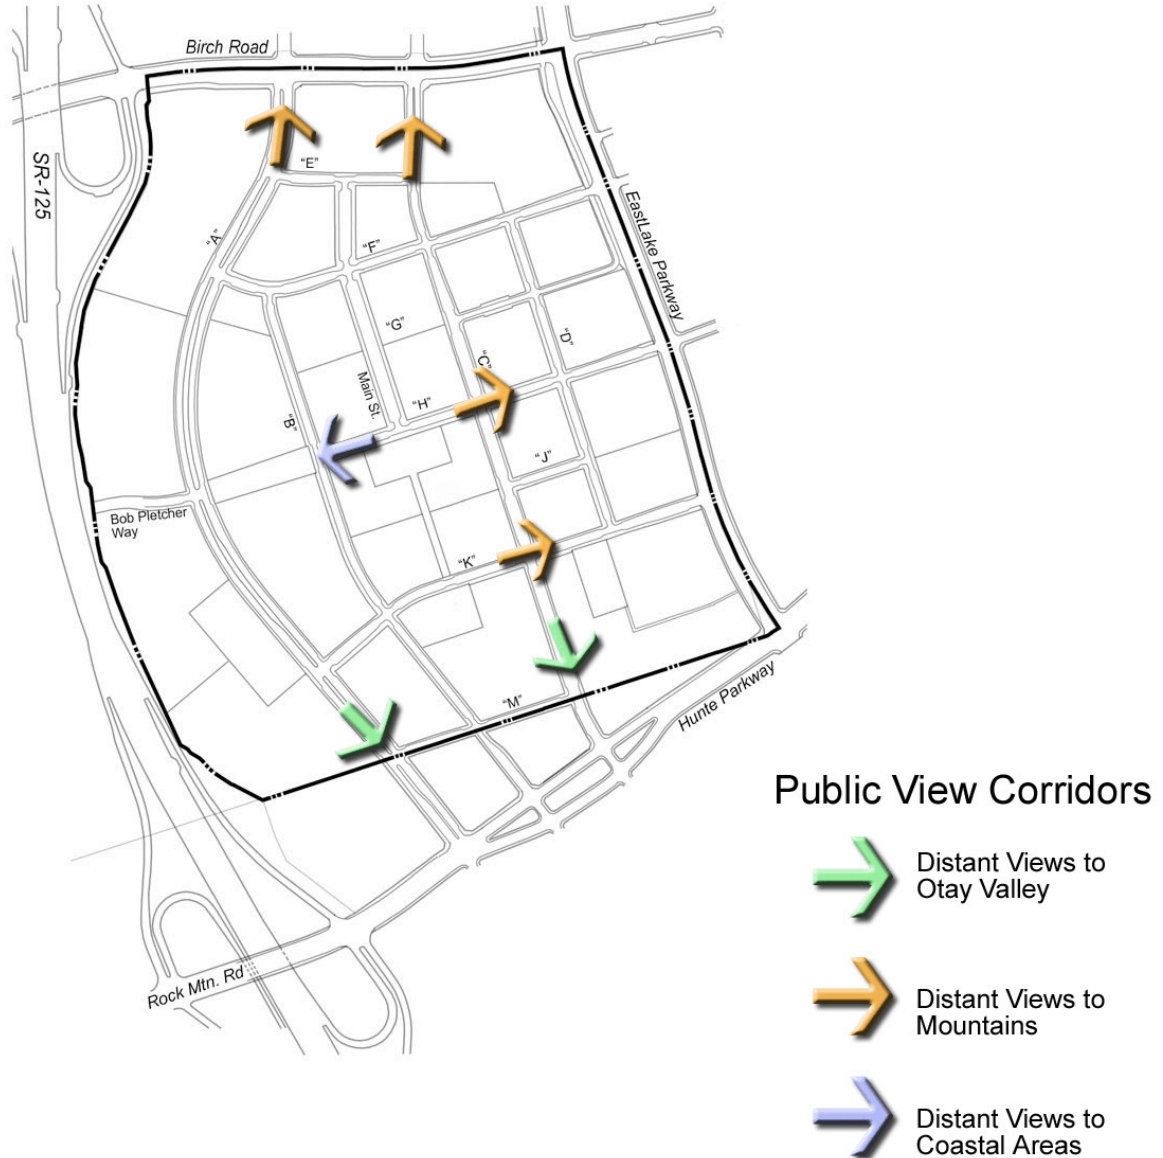 Birch Road
SR-125
"E"
"A"
"F"
EastLake Parkway
"G"
"D"
"C"
Main St.
"H"
"B"
"J"
Bob Pletcher
Way
"K"
"M"
Hunte Parkway
Rock Mtn. Rd
Public View Corridors
Distant Views to
Otay Valley
Distant Views to
Mountains
Distant Views to
Coastal Areas